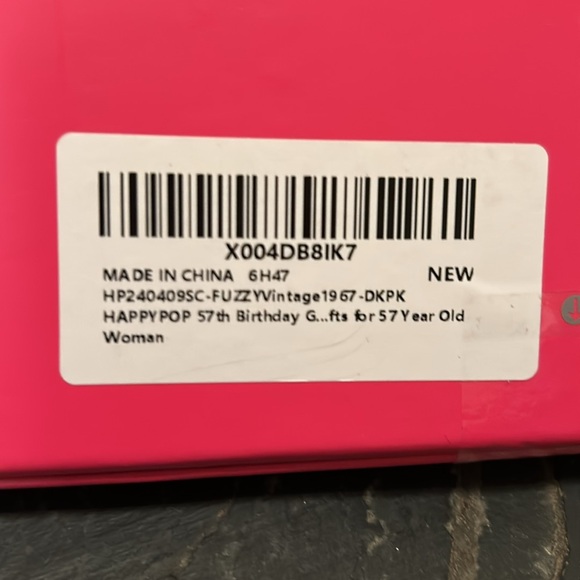 X004DB8IK7
MADE IN CHINA 6H47 NEW
HP240409SC-FUZZYVintage1967-DKPK
HAPPYPOP 57th Birthday G...fts for 57 Year Old
Woman